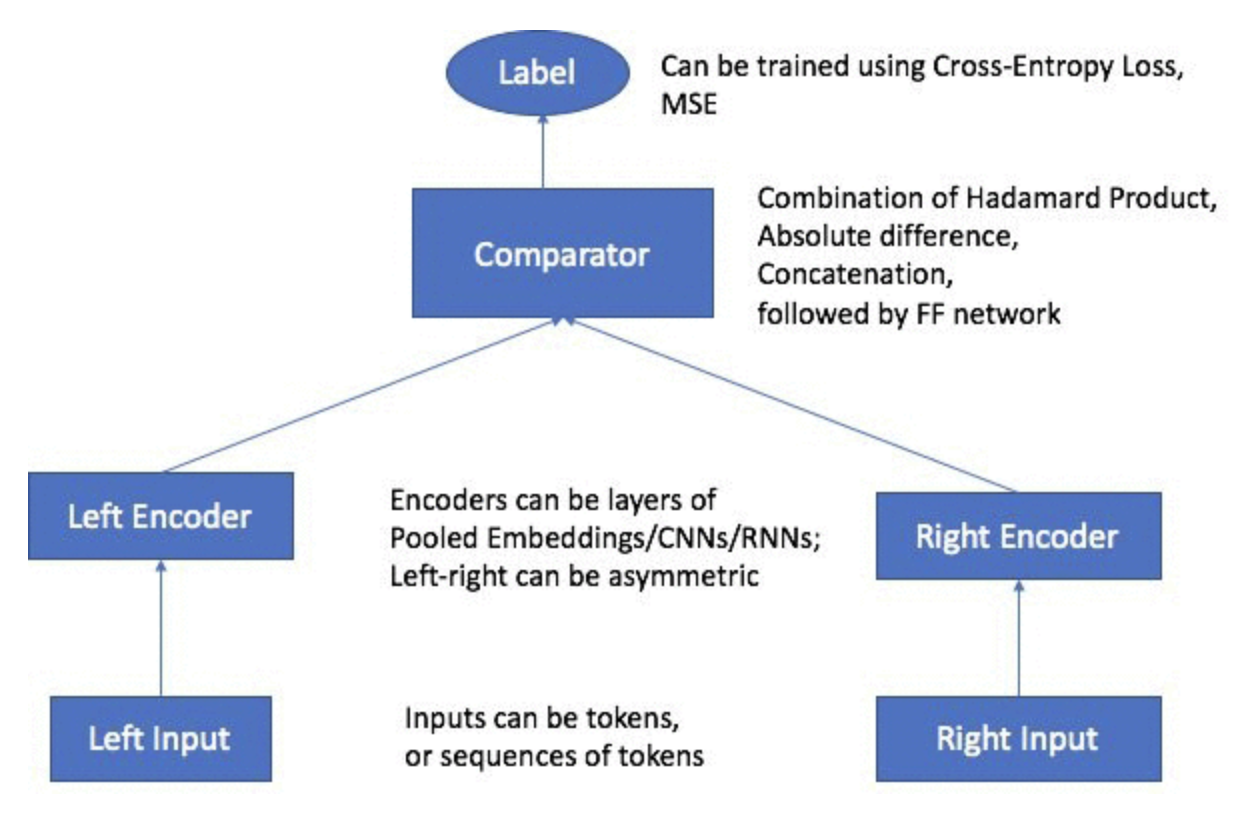 Label
Can be trained using Cross-Entropy Loss,
MSE
Comparator
Combination of Hadamard Product,
Absolute difference,
Concatenation,
followed by FF network
Left Encoder
Encoders can be layers of
Pooled Embeddings/CNNs/RNNs;
Left-right can be asymmetric
Right Encoder
Left Input
Inputs can be tokens,
or sequences of tokens
Right Input